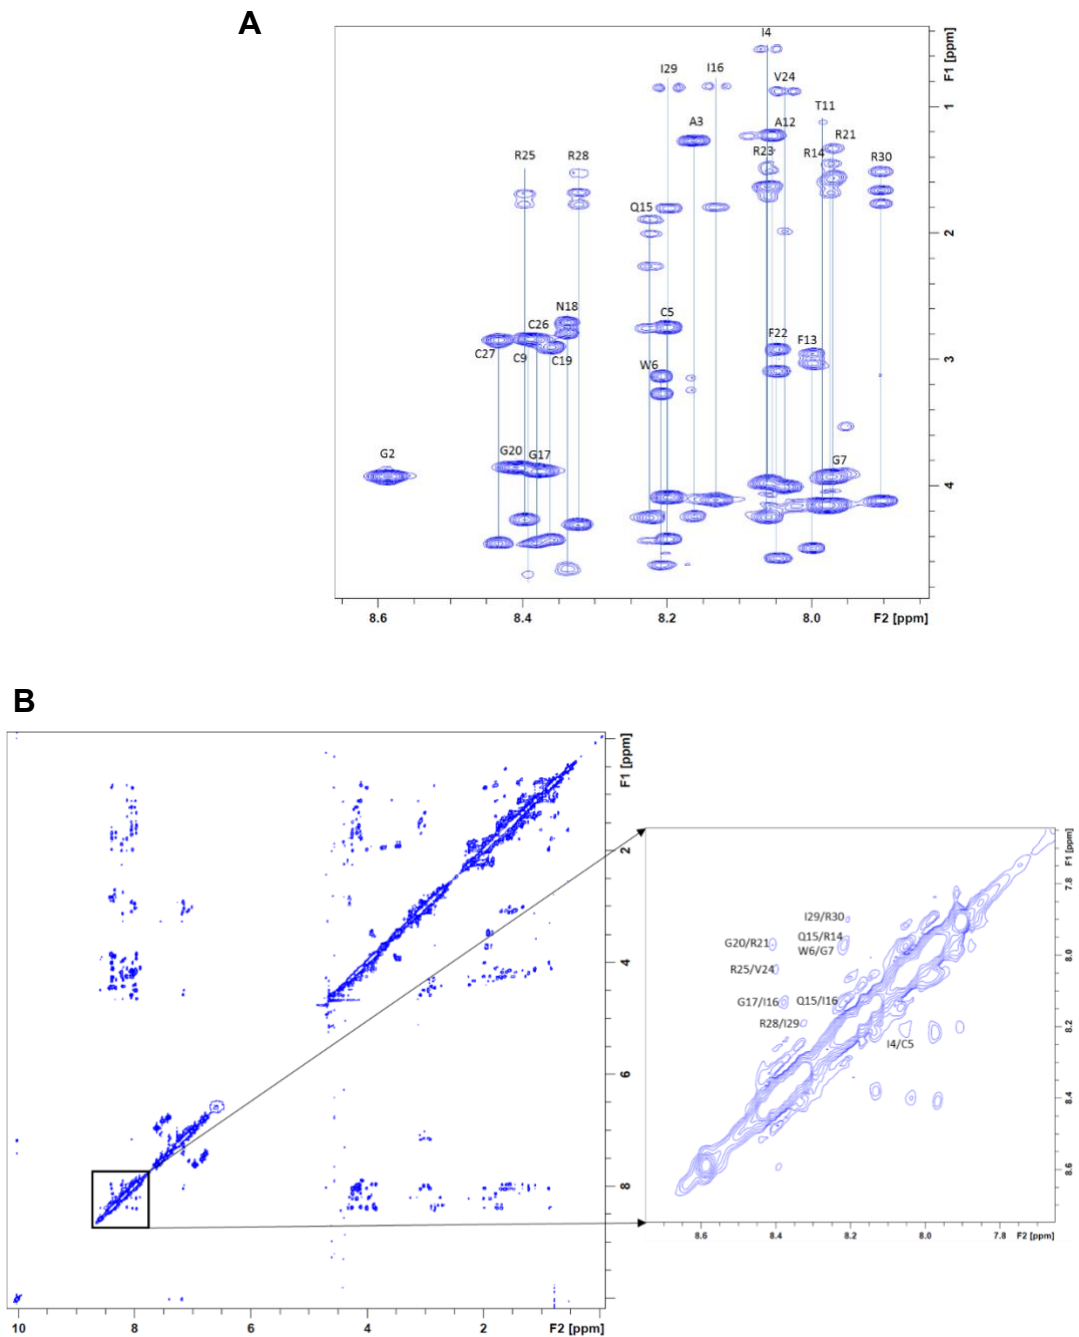 A
I4
I29
I16
V24
A3
T11
A12
R21
R25
R28
R23
R14
R30
Q15
N18
C5
C26
F22
F13
C27
C9
C19
W6
G2
G20
G17
G7
1
2
3
4
F1 [ppm]
8.6
8.4
8.2
8.0
F2 [ppm]
B
2
4
6
8
F1 [ppm]
10
8
6
4
2
F2 [ppm]
I29/R30
Q15/R14
G20/R21
W6/G7
R25/V24
G17/I16
Q15/I16
R28/I29
I4/C5
7.8
8.0
8.2
8.4
8.6
F1 [ppm]
8.6
8.4
8.2
8.0
7.8
F2 [ppm]